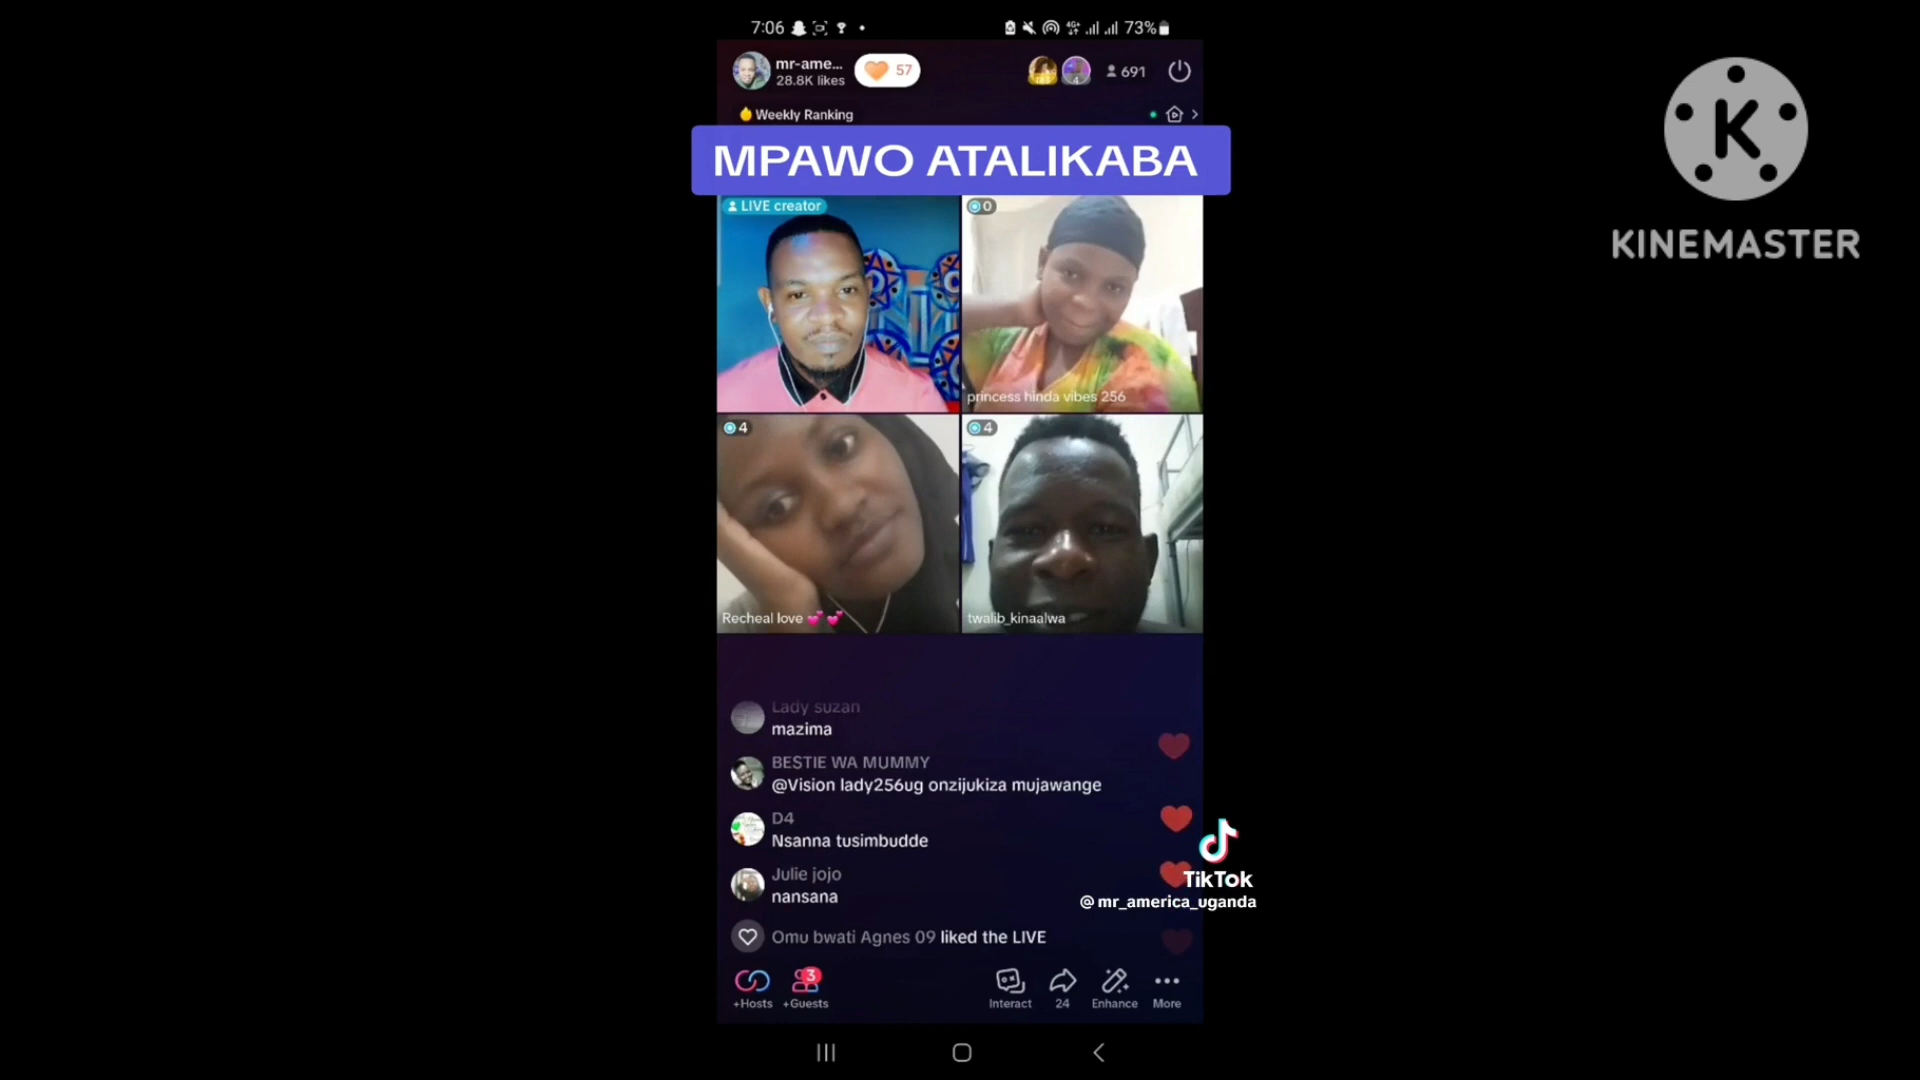 7:06
73%
mr-ame...
28.8K likes
57
691
Weekly Ranking
MPAWO ATALIKABA
LIVE creator
0
princess hinda vibes 256
4
Recheal love
4
twalib_kinaalwa
Lady suzan
mazima
BESTIE WA MUMMY
@Vision lady256ug onzijukiza mujawange
D4
Nsanna tusimbudde
Julie jojo
nansana
Omu bwati Agnes 09 liked the LIVE
3
+Hosts
+Guests
Interact
24
Enhance
More
TikTok
@mr_america_uganda
K
KINEMASTER